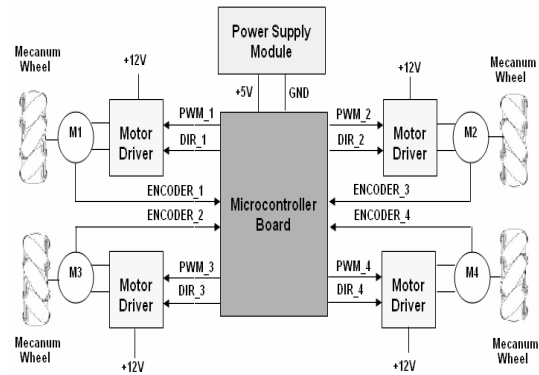 Power Supply
Module
Mecanum
Wheel
+12V
+5V
GND
+12V
Mecanum
Wheel
M1
Motor
Driver
PWM_1
DIR_1
PWM_2
DIR_2
Motor
Driver
M2
ENCODER_1
ENCODER_2
Microcontroller
Board
ENCODER_3
ENCODER_4
M3
Motor
Driver
PWM_3
DIR_3
PWM_4
DIR_4
Motor
Driver
M4
Mecanum
Wheel
+12V
+12V
Mecanum
Wheel